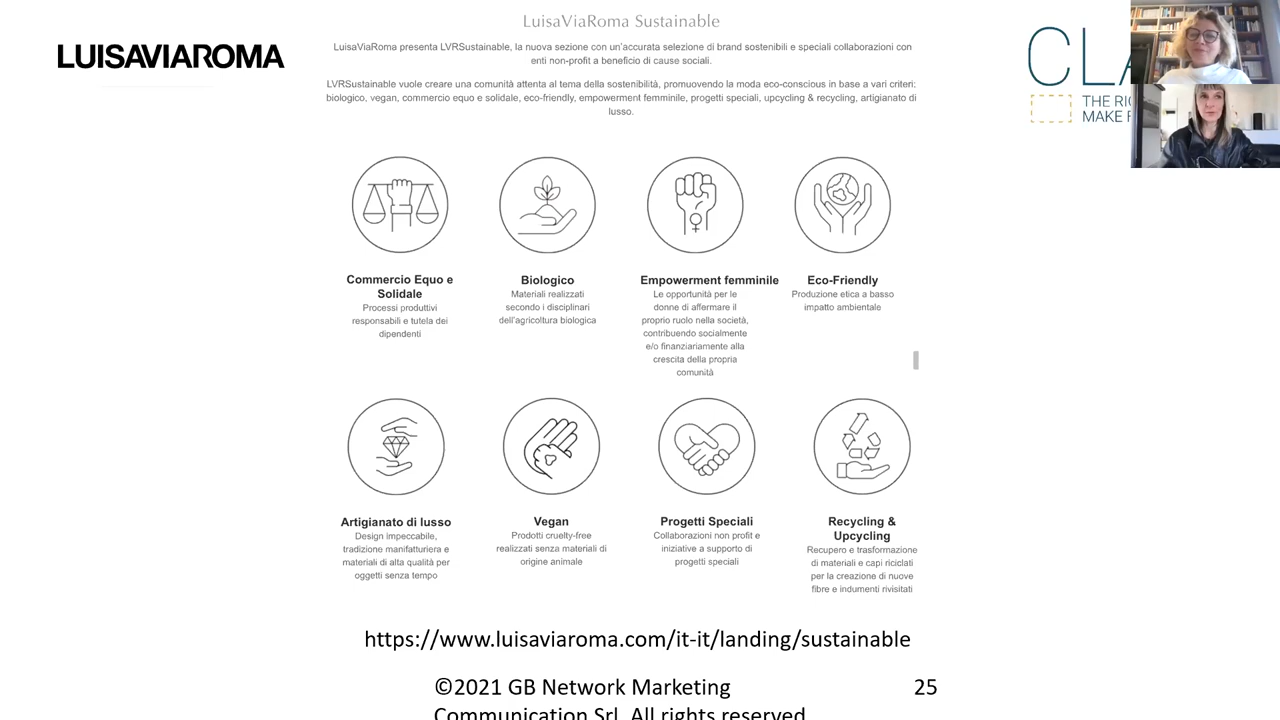 LuisaViaRoma Sustainable
LUISAVIAROMA
LuisaViaRoma presenta LVRSustainable, la nuova sezione con un'accurata selezione di brand sostenibili e speciali collaborazioni con
enti non-profit a beneficio di cause sociali.
LVRSustainable vuole creare una comunità attenta al tema della sostenibilità, promuovendo la moda eco-conscious in base a vari criteri:
biologico, vegan, commercio equo e solidale, eco-friendly, empowerment femminile, progetti speciali, upcycling & recycling, artigianato di
lusso.
THE
MAKE
Commercio Equo e
Solidale
Processi produttivi
responsabili e tutela dei
dipendenti
Biologico
Materiali realizzati
secondo i disciplinari
dell'agricoltura biologica
Empowerment femminile
Le opportunità per le
donne di affermare il
proprio ruolo nella società,
contribuendo socialmente
e/o finanziariamente alla
crescita della propria
comunità
Eco-Friendly
Produzione etica a basso
impatto ambientale
Artigianato di lusso
Design impeccabile,
tradizione manifatturiera e
materiali di alta qualità per
oggetti senza tempo
Vegan
Prodotti cruelty-free
realizzati senza materiali di
origine animale
Progetti Speciali
Collaborazioni non profit e
iniziative a supporto di
progetti speciali
Recycling &
Upcycling
Recupero e trasformazione
di materiali e capi riciclati
per la creazione di nuove
fibre e indumenti rivisitati
https://www.luisaviaroma.com/it-it/landing/sustainable
©2021 GB Network Marketing
Communication Srl. All rights reserved
25